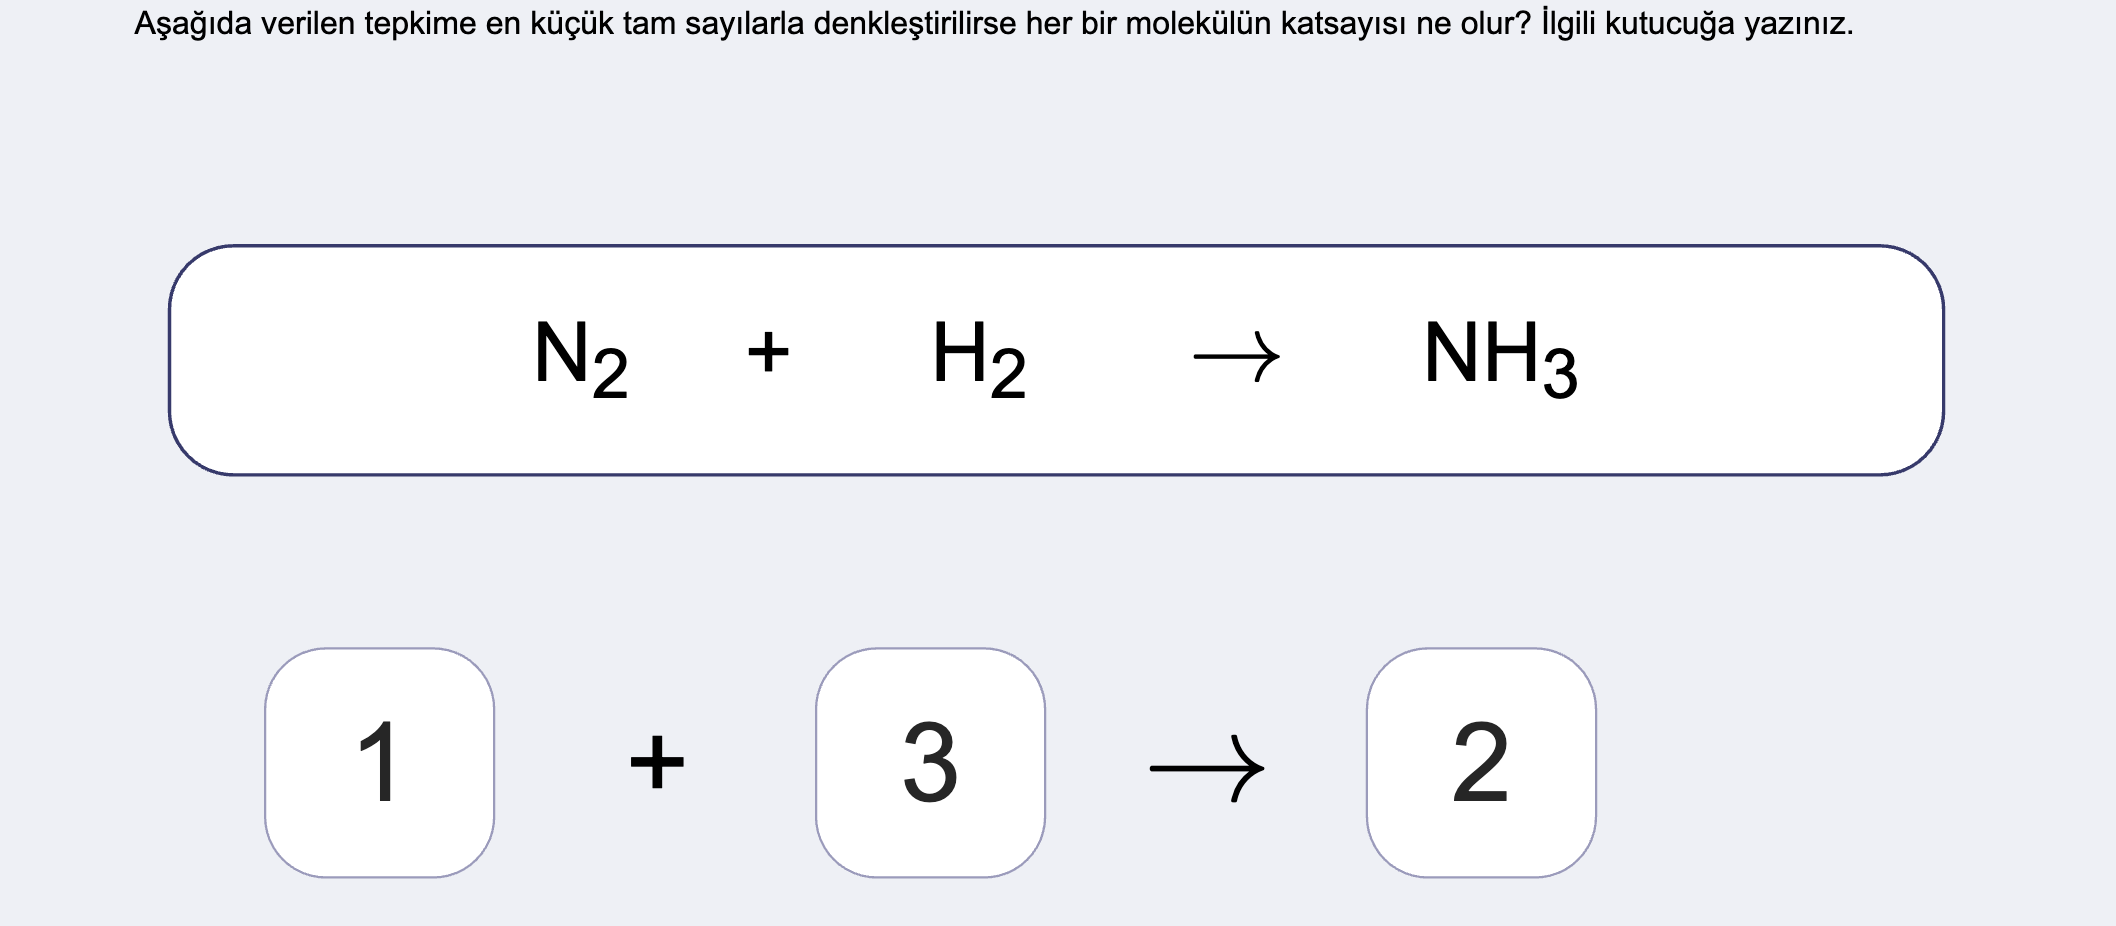 Aşağıda verilen tepkime en küçük tam sayılarla denkleştirilirse her bir molekülün katsayısı ne olur? İlgili kutucuğa yazınız.
N₂ + H₂ → NH₃
1 + 3 → 2